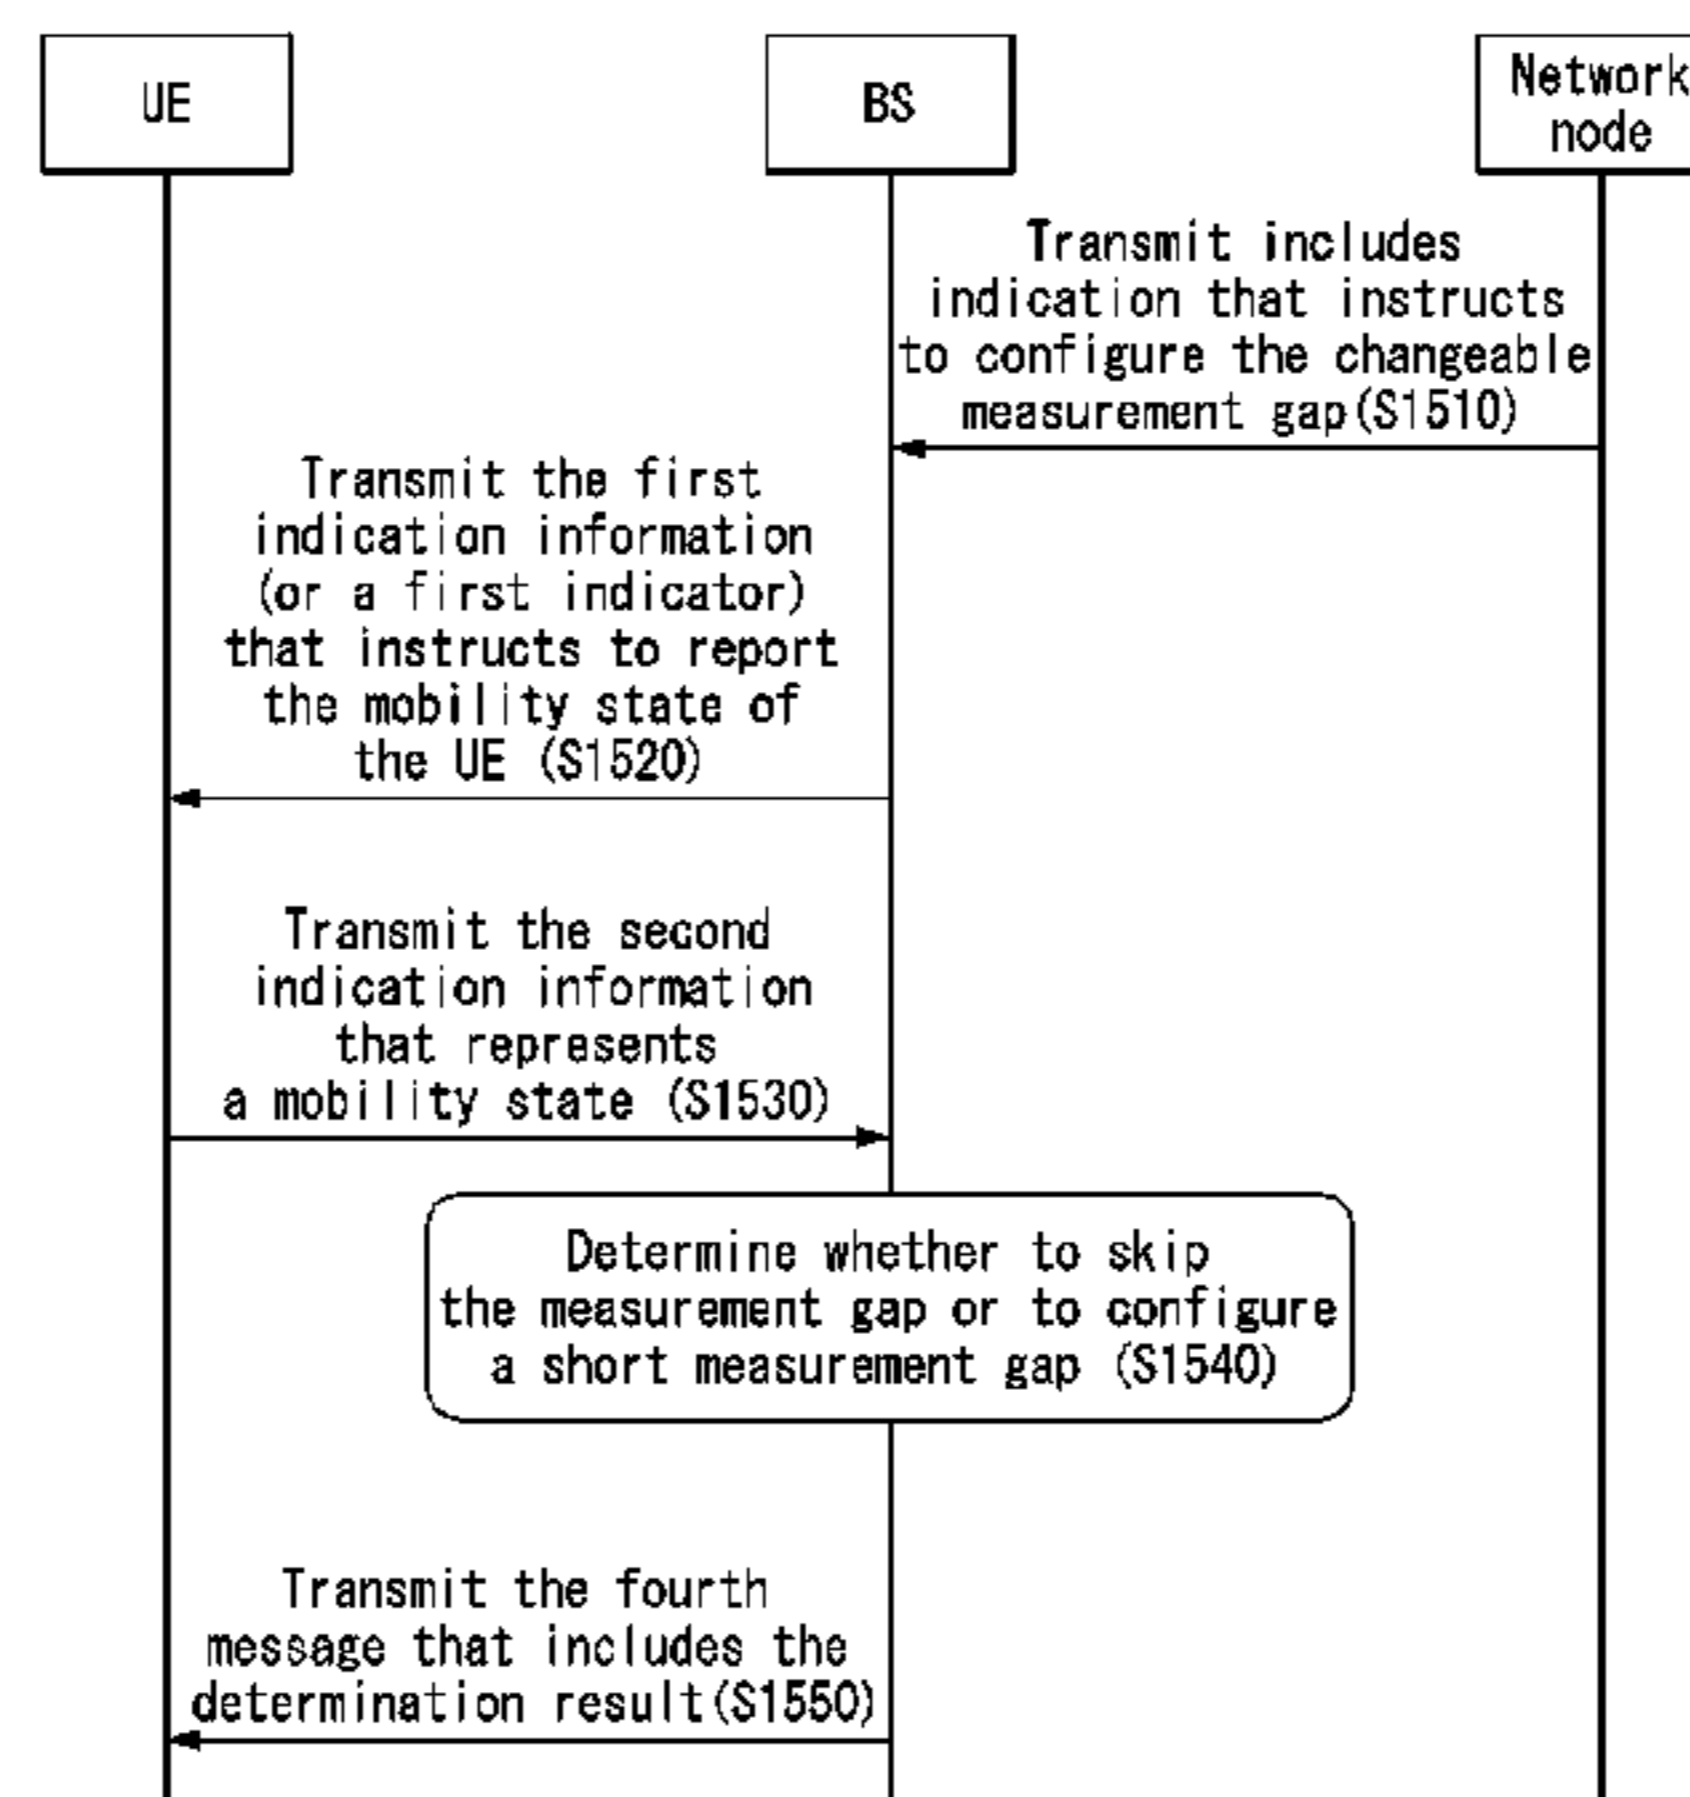 UE
BS
Network
node
Transmit includes
indication that instructs
to configure the changeable
measurement gap(S1510)
Transmit the first
indication information
(or a first indicator)
that instructs to report
the mobility state of
the UE (S1520)
Transmit the second
indication information
that represents
a mobility state (S1530)
Determine whether to skip
the measurement gap or to configure
a short measurement gap (S1540)
Transmit the fourth
message that includes the
determination result(S1550)